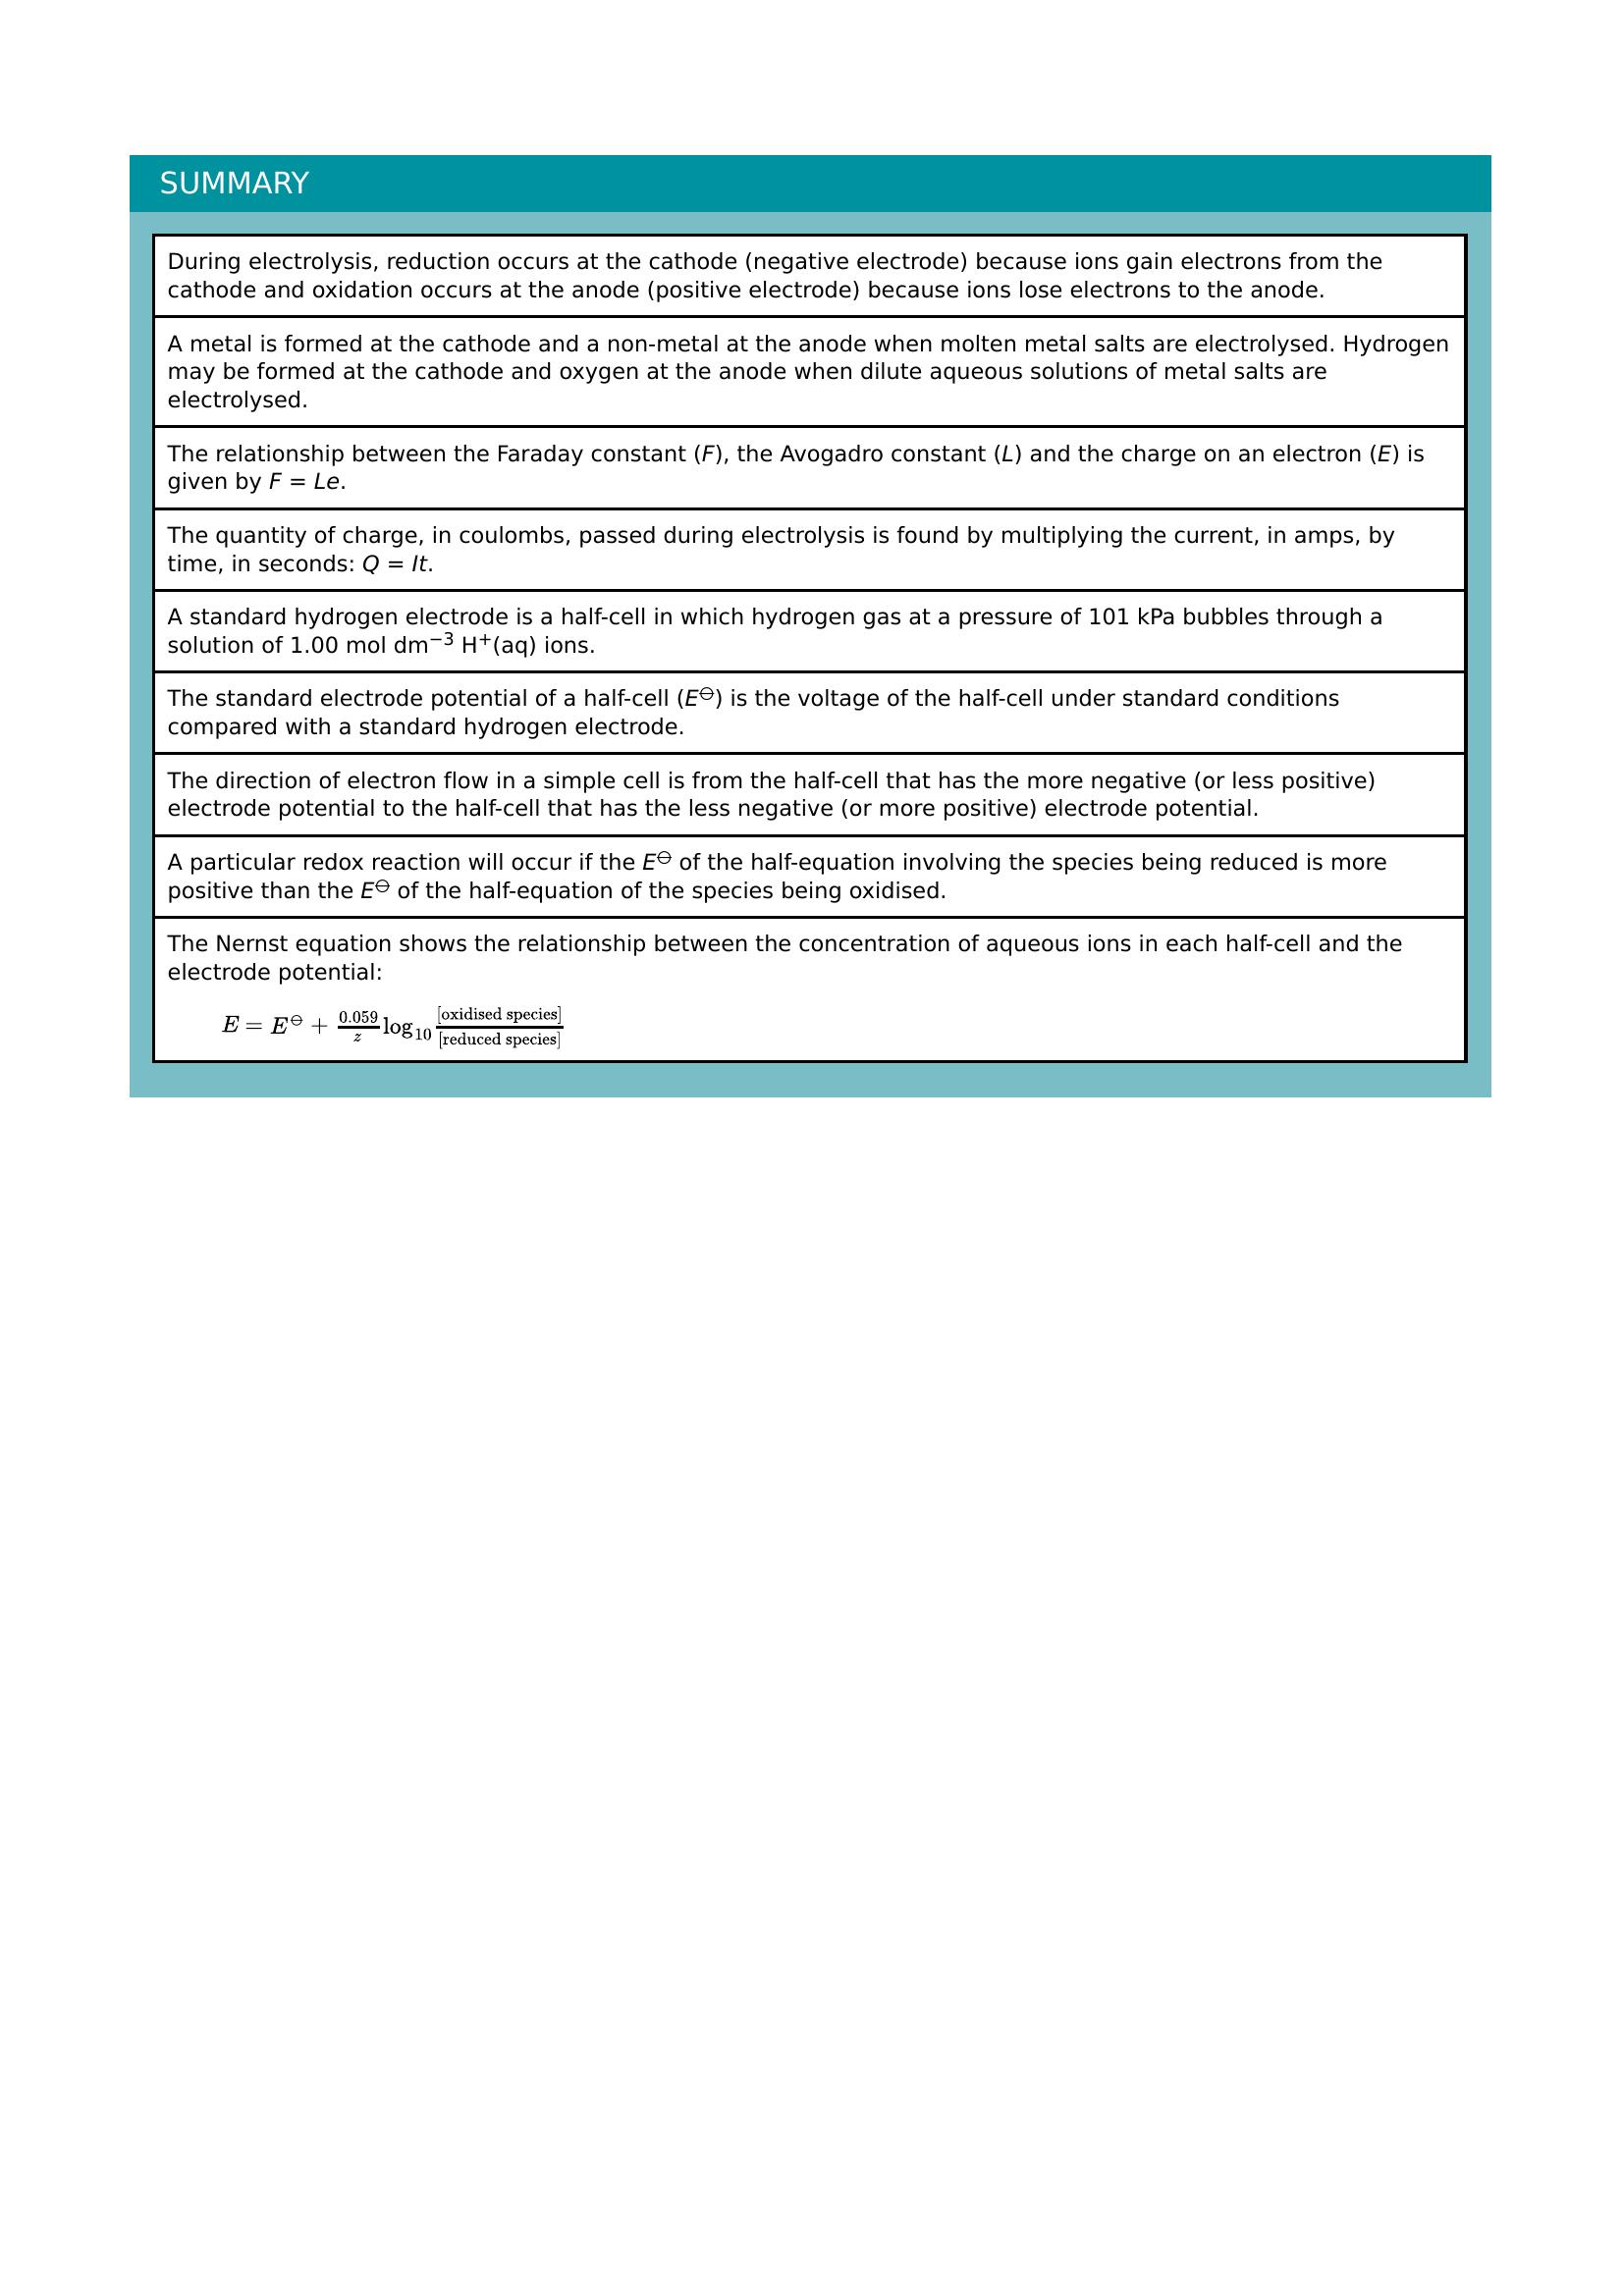 SUMMARY
During electrolysis, reduction occurs at the cathode (negative electrode) because ions gain electrons from the
cathode and oxidation occurs at the anode (positive electrode) because ions lose electrons to the anode.
A metal is formed at the cathode and a non-metal at the anode when molten metal salts are electrolysed. Hydrogen
may be formed at the cathode and oxygen at the anode when dilute aqueous solutions of metal salts are
electrolysed.
The relationship between the Faraday constant (F), the Avogadro constant (L) and the charge on an electron (E) is
given by F = Le.
The quantity of charge, in coulombs, passed during electrolysis is found by multiplying the current, in amps, by
time, in seconds: Q = It.
A standard hydrogen electrode is a half-cell in which hydrogen gas at a pressure of 101 kPa bubbles through a
solution of 1.00 mol dm⁻³ H⁺(aq) ions.
The standard electrode potential of a half-cell (E⊖) is the voltage of the half-cell under standard conditions
compared with a standard hydrogen electrode.
The direction of electron flow in a simple cell is from the half-cell that has the more negative (or less positive)
electrode potential to the half-cell that has the less negative (or more positive) electrode potential.
A particular redox reaction will occur if the E⊖ of the half-equation involving the species being reduced is more
positive than the E⊖ of the half-equation of the species being oxidised.
The Nernst equation shows the relationship between the concentration of aqueous ions in each half-cell and the
electrode potential:
E = E⊖ + 0.059/z log₁₀ [oxidised species]/[reduced species]